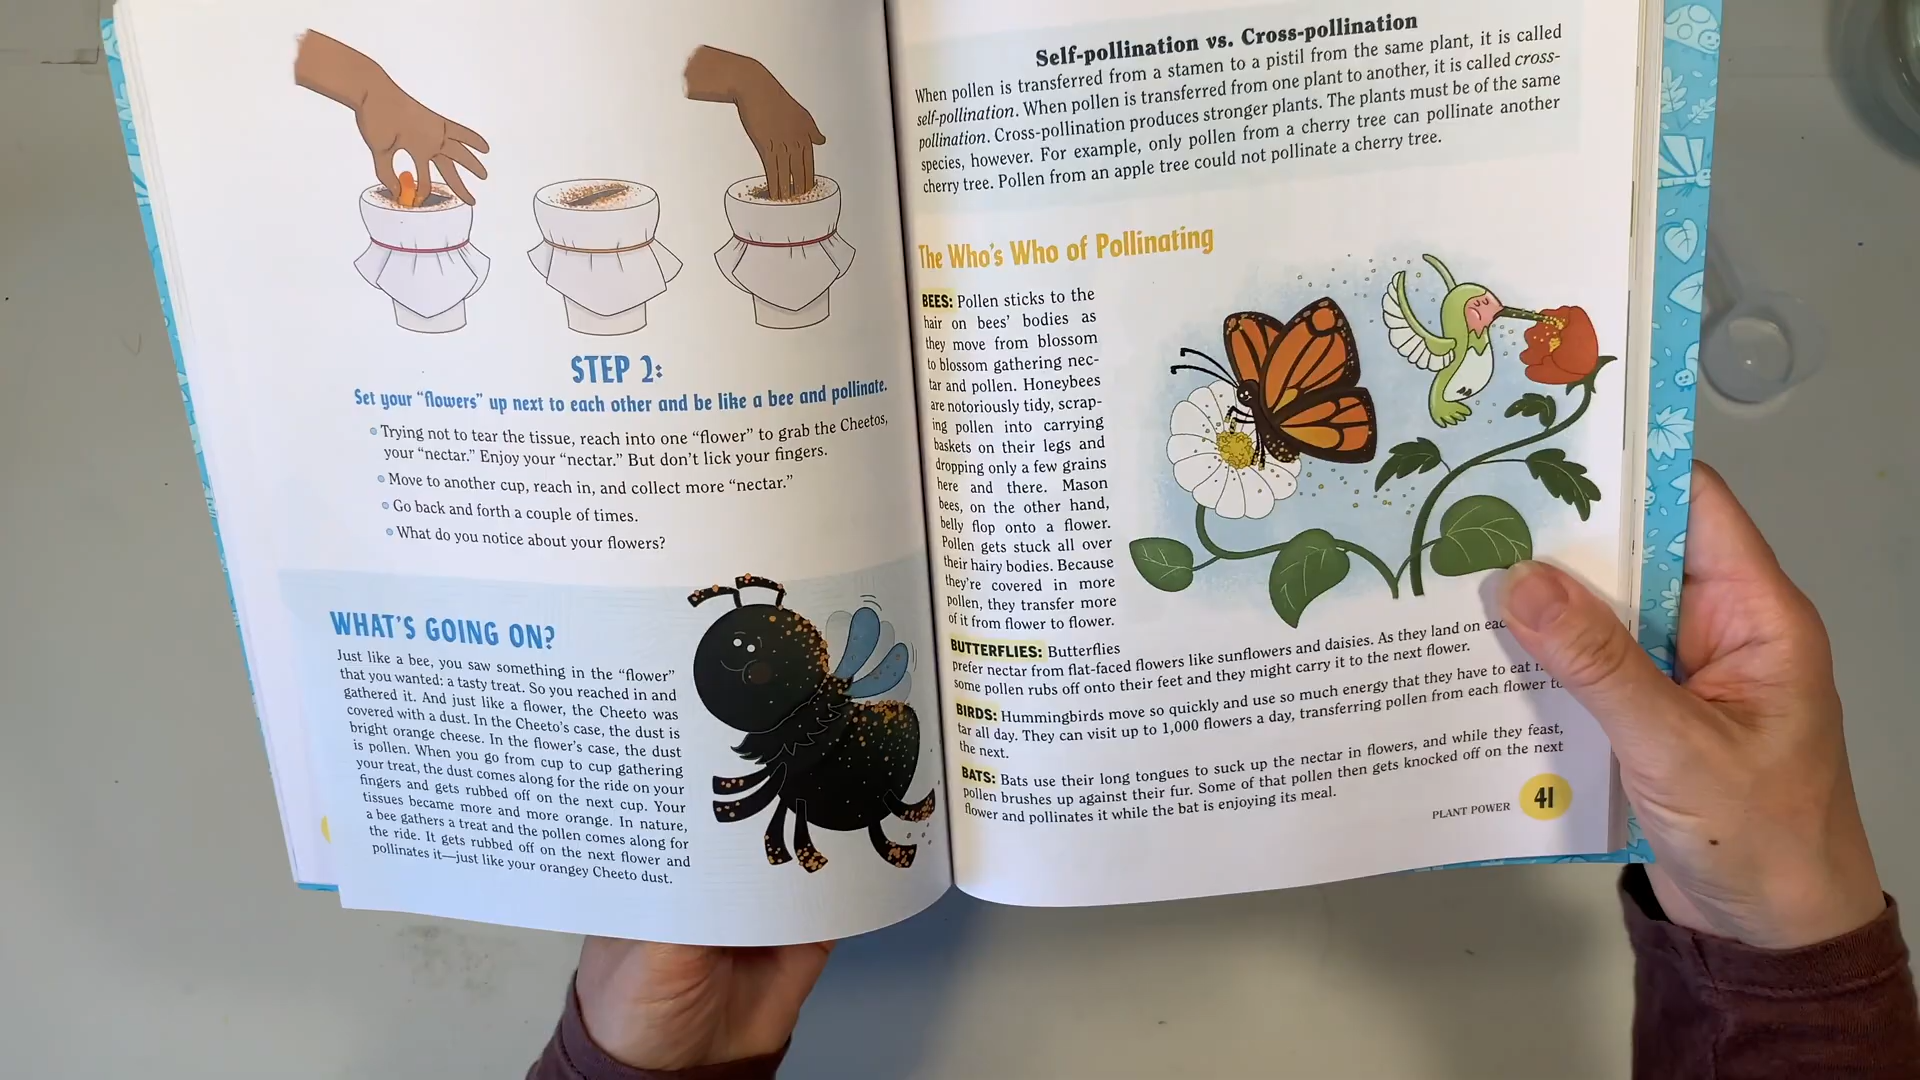 STEP 2:
Set your “flowers” up next to each other and be like a bee and pollinate.
Trying not to tear the tissue, reach into one “flower” to grab the Cheetos,
your “nectar.” Enjoy your “nectar.” But don’t lick your fingers.
Move to another cup, reach in, and collect more “nectar.”
Go back and forth a couple of times.
What do you notice about your flowers?
WHAT’S GOING ON?
Just like a bee, you saw something in the “flower”
that you wanted: a tasty treat. So you reached in and
gathered it. And just like a flower, the Cheeto was
covered with a dust. In the Cheeto’s case, the dust is
bright orange cheese. In the flower’s case, the dust
is pollen. When you go from cup to cup gathering
your treat, the dust comes along for the ride on your
fingers and gets rubbed off on the next cup. Your
tissues became more and more orange. In nature,
a bee gathers a treat and the pollen comes along for
the ride. It gets rubbed off on the next flower and
pollinates it—just like your orangey Cheeto dust.
Self-pollination vs. Cross-pollination
When pollen is transferred from a stamen to a pistil from the same plant, it is called
self-pollination. When pollen is transferred from one plant to another, it is called cross-
pollination. Cross-pollination produces stronger plants. The plants must be of the same
species, however. For example, only pollen from a cherry tree can pollinate another
cherry tree. Pollen from an apple tree could not pollinate a cherry tree.
The Who’s Who of Pollinating
BEES: Pollen sticks to the
hair on bees’ bodies as
they move from blossom
to blossom gathering nec-
tar and pollen. Honeybees
are notoriously tidy, scrap-
ing pollen into carrying
baskets on their legs and
dropping only a few grains
here and there. Mason
bees, on the other hand,
belly flop onto a flower.
Pollen gets stuck all over
their hairy bodies. Because
they’re covered in more
pollen, they transfer more
of it from flower to flower.
BUTTERFLIES: Butterflies
prefer nectar from flat-faced flowers like sunflowers and daisies. As they land on
some pollen rubs off onto their feet and they might carry it to the next flower.
BIRDS: Hummingbirds move so quickly and use so much energy that they have to eat
tar all day. They can visit up to 1,000 flowers a day, transferring pollen from each flower to
the next.
BATS: Bats use their long tongues to suck up the nectar in flowers, and while they feast,
pollen brushes up against their fur. Some of that pollen then gets knocked off on the next
flower and pollinates it while the bat is enjoying its meal.
PLANT POWER 41